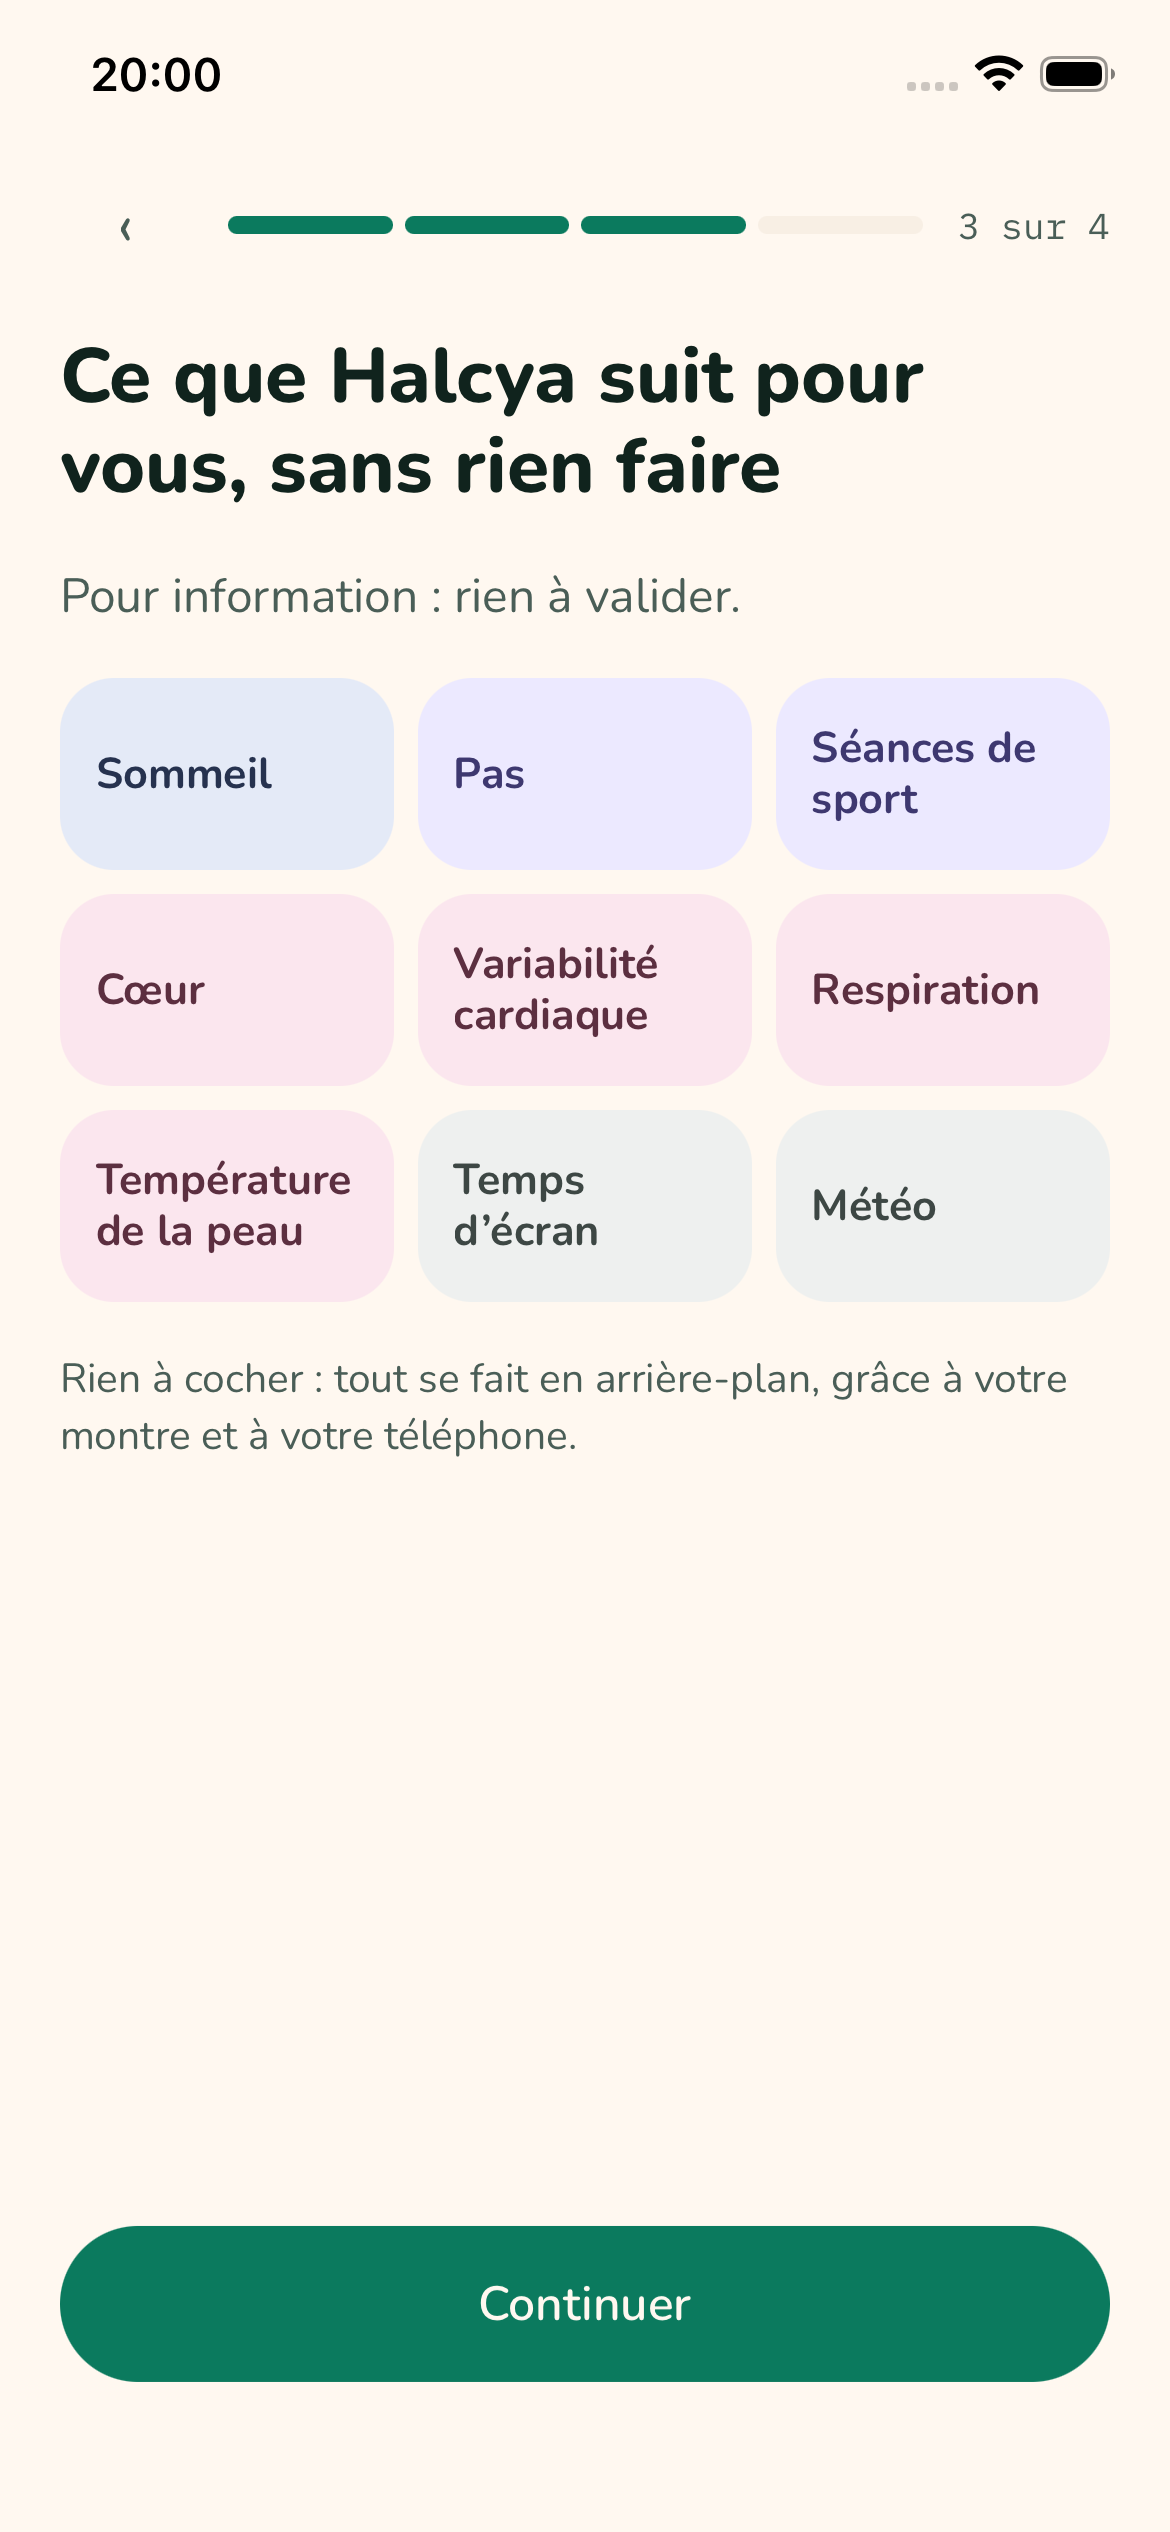 20:00
‹
3 sur 4
Ce que Halcya suit pour
vous, sans rien faire
Pour information : rien à valider.
Sommeil
Pas
Séances de
sport
Cœur
Variabilité
cardiaque
Respiration
Température
de la peau
Temps
d’écran
Météo
Rien à cocher : tout se fait en arrière-plan, grâce à votre
montre et à votre téléphone.
Continuer